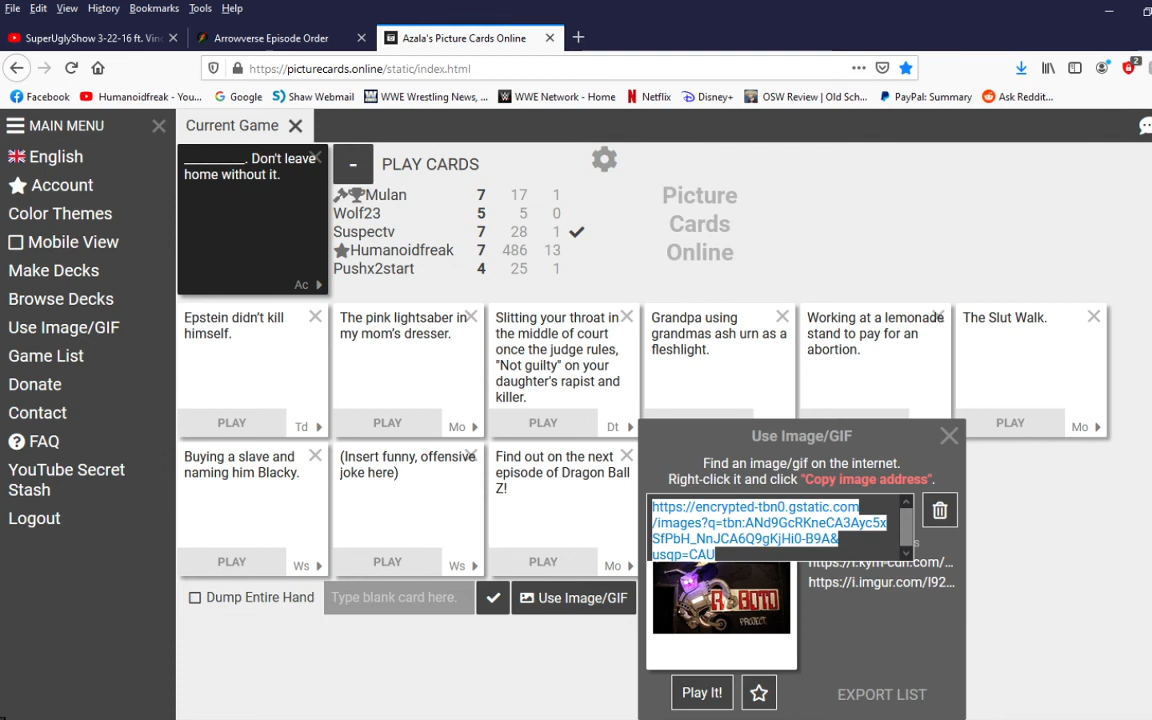 File Edit View History Bookmarks Tools Help
SuperUglyShow 3-22-16 ft. Vinc
Arrowverse Episode Order
Azala's Picture Cards Online
https://picturecards.online/static/index.html
Facebook
Humanoidfreak - You...
Google
Shaw Webmail
WWE Wrestling News, ...
WWE Network - Home
Netflix
Disney+
OSW Review | Old Sch...
PayPal: Summary
Ask Reddit...
2
MAIN MENU
English
Account
Color Themes
Mobile View
Make Decks
Browse Decks
Use Image/GIF
Game List
Donate
Contact
FAQ
YouTube Secret
Stash
Logout
Current Game
__________. Don't leave
home without it.
Ac
- PLAY CARDS
Mulan 7 17 1
Wolf23 5 5 0
Suspectv 7 28 1
Humanoidfreak 7 486 13
Pushx2start 4 25 1
Picture
Cards
Online
Epstein didn't kill
himself.
PLAY Td
The pink lightsaber in
my mom's dresser.
PLAY Mo
Slitting your throat in
the middle of court
once the judge rules,
"Not guilty" on your
daughter's rapist and
killer.
PLAY Dt
Grandpa using
grandmas ash urn as a
fleshlight.
Working at a lemonade
stand to pay for an
abortion.
The Slut Walk.
PLAY Mo
Buying a slave and
naming him Blacky.
PLAY Ws
(Insert funny, offensive
joke here)
PLAY Ws
Find out on the next
episode of Dragon Ball
Z!
PLAY Mo
Dump Entire Hand
Type blank card here.
Use Image/GIF
Use Image/GIF
Find an image/gif on the internet.
Right-click it and click "Copy image address".
https://encrypted-tbn0.gstatic.com
/images?q=tbn:ANd9GcRKneCA3Ayc5x
SfPbH_NnJCA6Q9gKjHi0-B9A&
usqp=CAU
https://i.kym-cdn.com/...
https://i.imgur.com/I92...
PROJECT
Play It!
EXPORT LIST